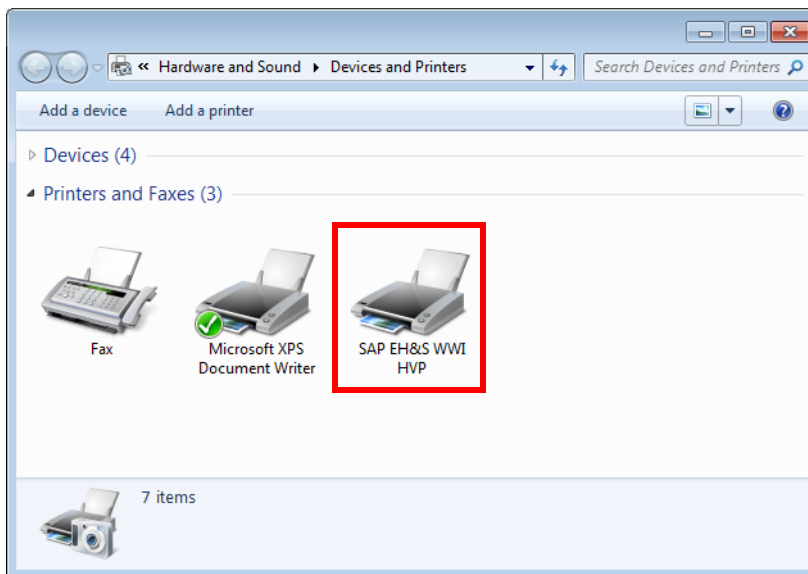 « Hardware and Sound ▸ Devices and Printers
Search Devices and Printers
Add a device Add a printer
Devices (4)
Printers and Faxes (3)
Fax
Microsoft XPS
Document Writer
SAP EH&S WWI
HVP
7 items